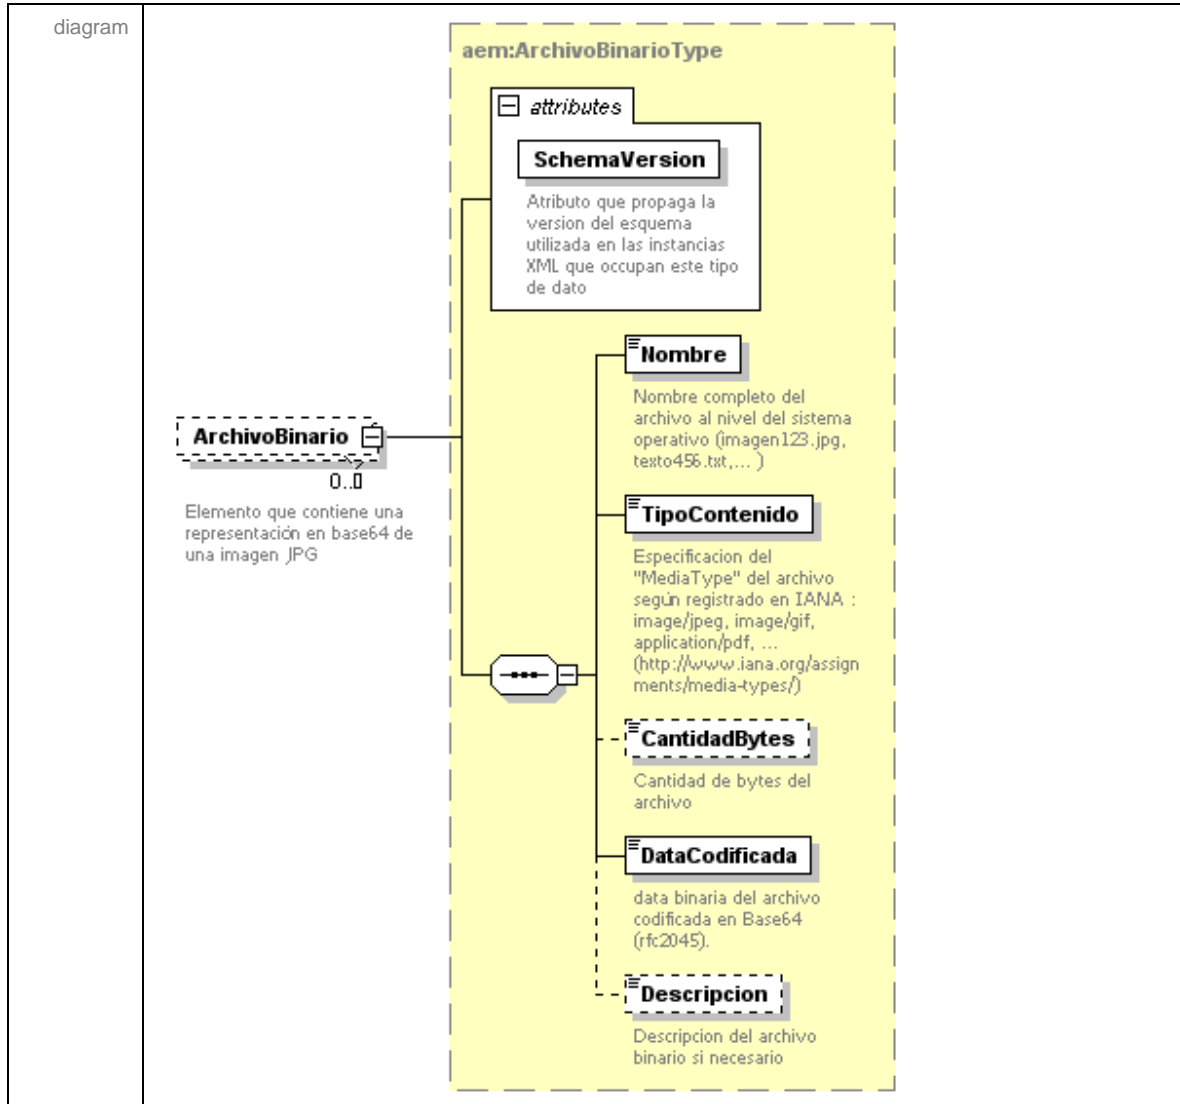 diagram
aem:ArchivoBinarioType
attributes
SchemaVersion
Atributo que propaga la
version del esquema
utilizada en las instancias
XML que occupan este tipo
de dato
Nombre
Nombre completo del
archivo al nivel del sistema
operativo (imagen123.jpg,
texto456.txt,... )
ArchivoBinario
0..▯
Elemento que contiene una
representación en base64 de
una imagen JPG
TipoContenido
Especificacion del
"MediaType" del archivo
según registrado en IANA :
image/jpeg, image/gif,
application/pdf, ...
(http://www.iana.org/assign
ments/media-types/)
CantidadBytes
Cantidad de bytes del
archivo
DataCodificada
data binaria del archivo
codificada en Base64
(rfc2045).
Descripcion
Descripcion del archivo
binario si necesario